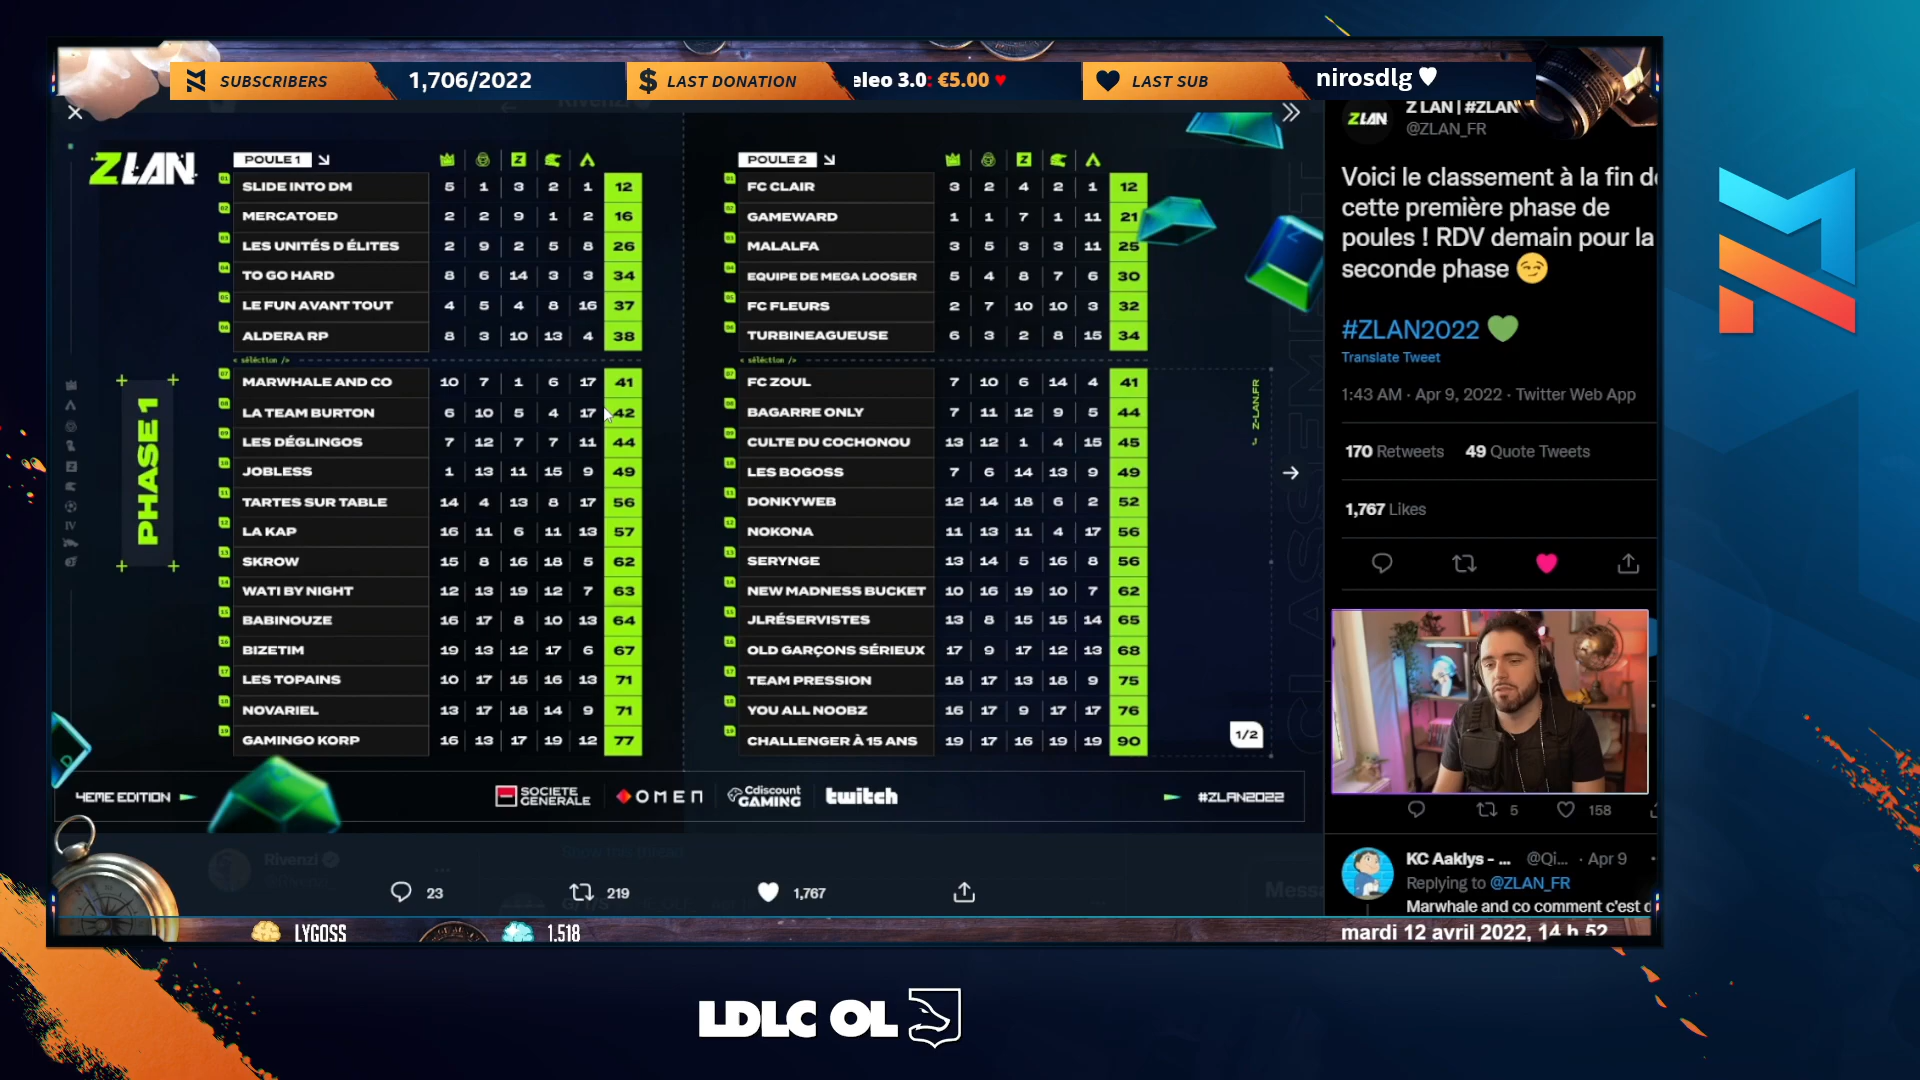 SUBSCRIBERS
1,706/2022
LAST DONATION
eleo 3.0: €5.00
LAST SUB
nirosdlg
ZLAN
POULE 1
SLIDE INTO DM 5 1 3 2 1 12
MERCATOED 2 2 9 1 2 16
LES UNITÉS D ÉLITES 2 9 2 5 8 26
TO GO HARD 8 6 14 3 3 34
LE FUN AVANT TOUT 4 5 4 8 16 37
ALDERA RP 8 3 10 13 4 38
< séléction />
MARWHALE AND CO 10 7 1 6 17 41
LA TEAM BURTON 6 10 5 4 17 42
LES DÉGLINGOS 7 12 7 7 11 44
JOBLESS 1 13 11 15 9 49
TARTES SUR TABLE 14 4 13 8 17 56
LA KAP 16 11 6 11 13 57
SKROW 15 8 16 18 5 62
WATI BY NIGHT 12 13 19 12 7 63
BABINOUZE 16 17 8 10 13 64
BIZETIM 19 13 12 17 6 67
LES TOPAINS 10 17 15 16 13 71
NOVARIEL 13 17 18 14 9 71
GAMINGO KORP 16 13 17 19 12 77
PHASE 1
POULE 2
FC CLAIR 3 2 4 2 1 12
GAMEWARD 1 1 7 1 11 21
MALALFA 3 5 3 3 11 25
EQUIPE DE MEGA LOOSER 5 4 8 7 6 30
FC FLEURS 2 7 10 10 3 32
TURBINEAGUEUSE 6 3 2 8 15 34
< séléction />
FC ZOUL 7 10 6 14 4 41
BAGARRE ONLY 7 11 12 9 5 44
CULTE DU COCHONOU 13 12 1 4 15 45
LES BOGOSS 7 6 14 13 9 49
DONKYWEB 12 14 18 6 2 52
NOKONA 11 13 11 4 17 56
SERYNGE 13 14 5 16 8 56
NEW MADNESS BUCKET 10 16 19 10 7 62
JLRÉSERVISTES 13 8 15 15 14 65
OLD GARÇONS SÉRIEUX 17 9 17 12 13 68
TEAM PRESSION 18 17 13 18 9 75
YOU ALL NOOBZ 16 17 9 17 17 76
CHALLENGER À 15 ANS 19 17 16 19 19 90
Z-LAN.FR
CLASSEMENT
1/2
4EME EDITION
SOCIETE GENERALE
OMEN
Cdiscount GAMING
twitch
#ZLAN2022
Rivenzi
23
219
1,767
ZLAN
Z LAN | #ZLAN
@ZLAN_FR
Voici le classement à la fin de
cette première phase de
poules ! RDV demain pour la
seconde phase
#ZLAN2022
Translate Tweet
1:43 AM · Apr 9, 2022 · Twitter Web App
170 Retweets 49 Quote Tweets
1,767 Likes
5
158
KC Aaklys - ... @Qi... · Apr 9
Replying to @ZLAN_FR
Marwhale and co comment c'est d
mardi 12 avril 2022, 14 h 52
LYGOSS
1.518
LDLC OL